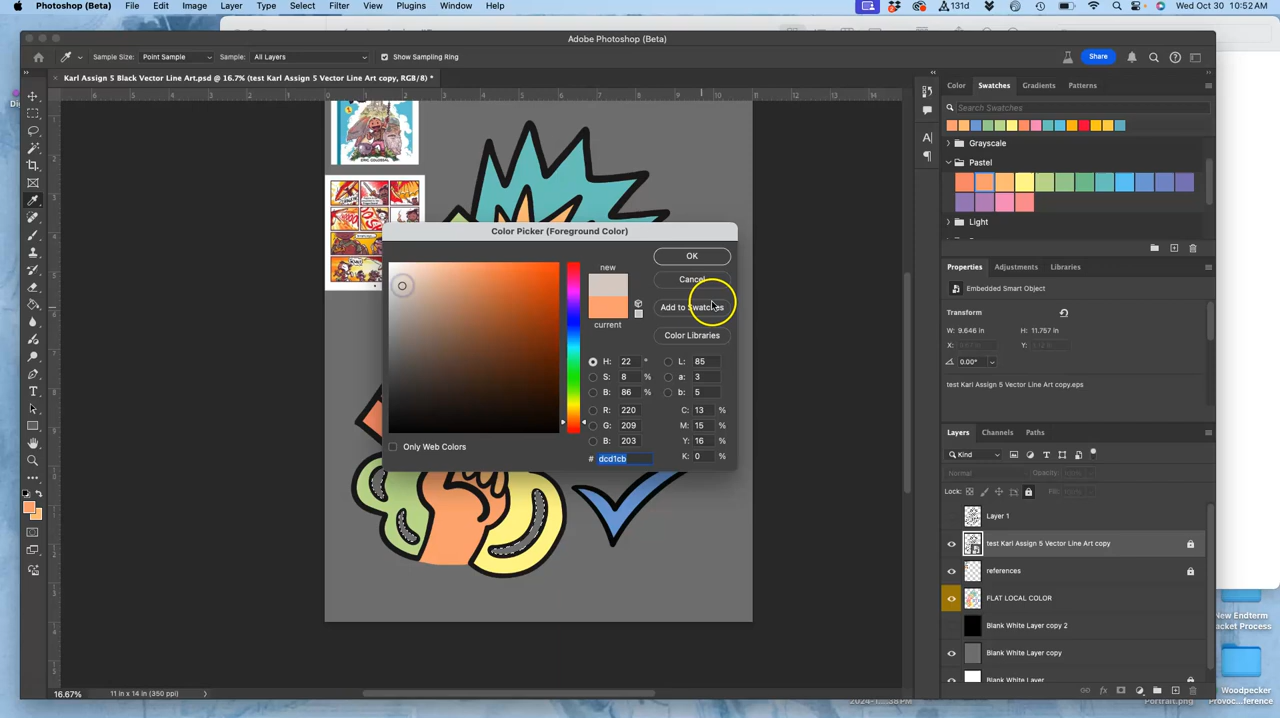 Photoshop (Beta) File Edit Image Layer Type Select Filter View Plugins Window Help 131d Wed Oct 30 10:52 AM
Adobe Photoshop (Beta)
Sample Size: Point Sample Sample: All Layers Show Sampling Ring Share
Karl Assign 5 Black Vector Line Art.psd @ 16.7% (test Karl Assign 5 Vector Line Art copy, RGB/8) *
Color Swatches Gradients Patterns
Search Swatches
Grayscale
Pastel
Light
Color Picker (Foreground Color)
new
current
OK
Cancel
Add to Swatches
Color Libraries
H: 22 ° L: 85
S: 8 % a: 3
B: 86 % b: 5
R: 220 C: 13 %
G: 209 M: 15 %
B: 203 Y: 16 %
# dcd1cb K: 0 %
Only Web Colors
Properties Adjustments Libraries
Embedded Smart Object
Transform
W: 9.646 in H: 11.757 in
0.00°
test Karl Assign 5 Vector Line Art copy.eps
Layers Channels Paths
Kind
Normal Opacity:
Lock: Fill:
Layer 1
test Karl Assign 5 Vector Line Art copy
references
FLAT LOCAL COLOR
Blank White Layer copy 2
Blank White Layer copy
Blank White Layer
16.67% 11 in x 14 in (350 ppi)
New Endterm
Woodpecker
Provoc...ference
Portrait.png